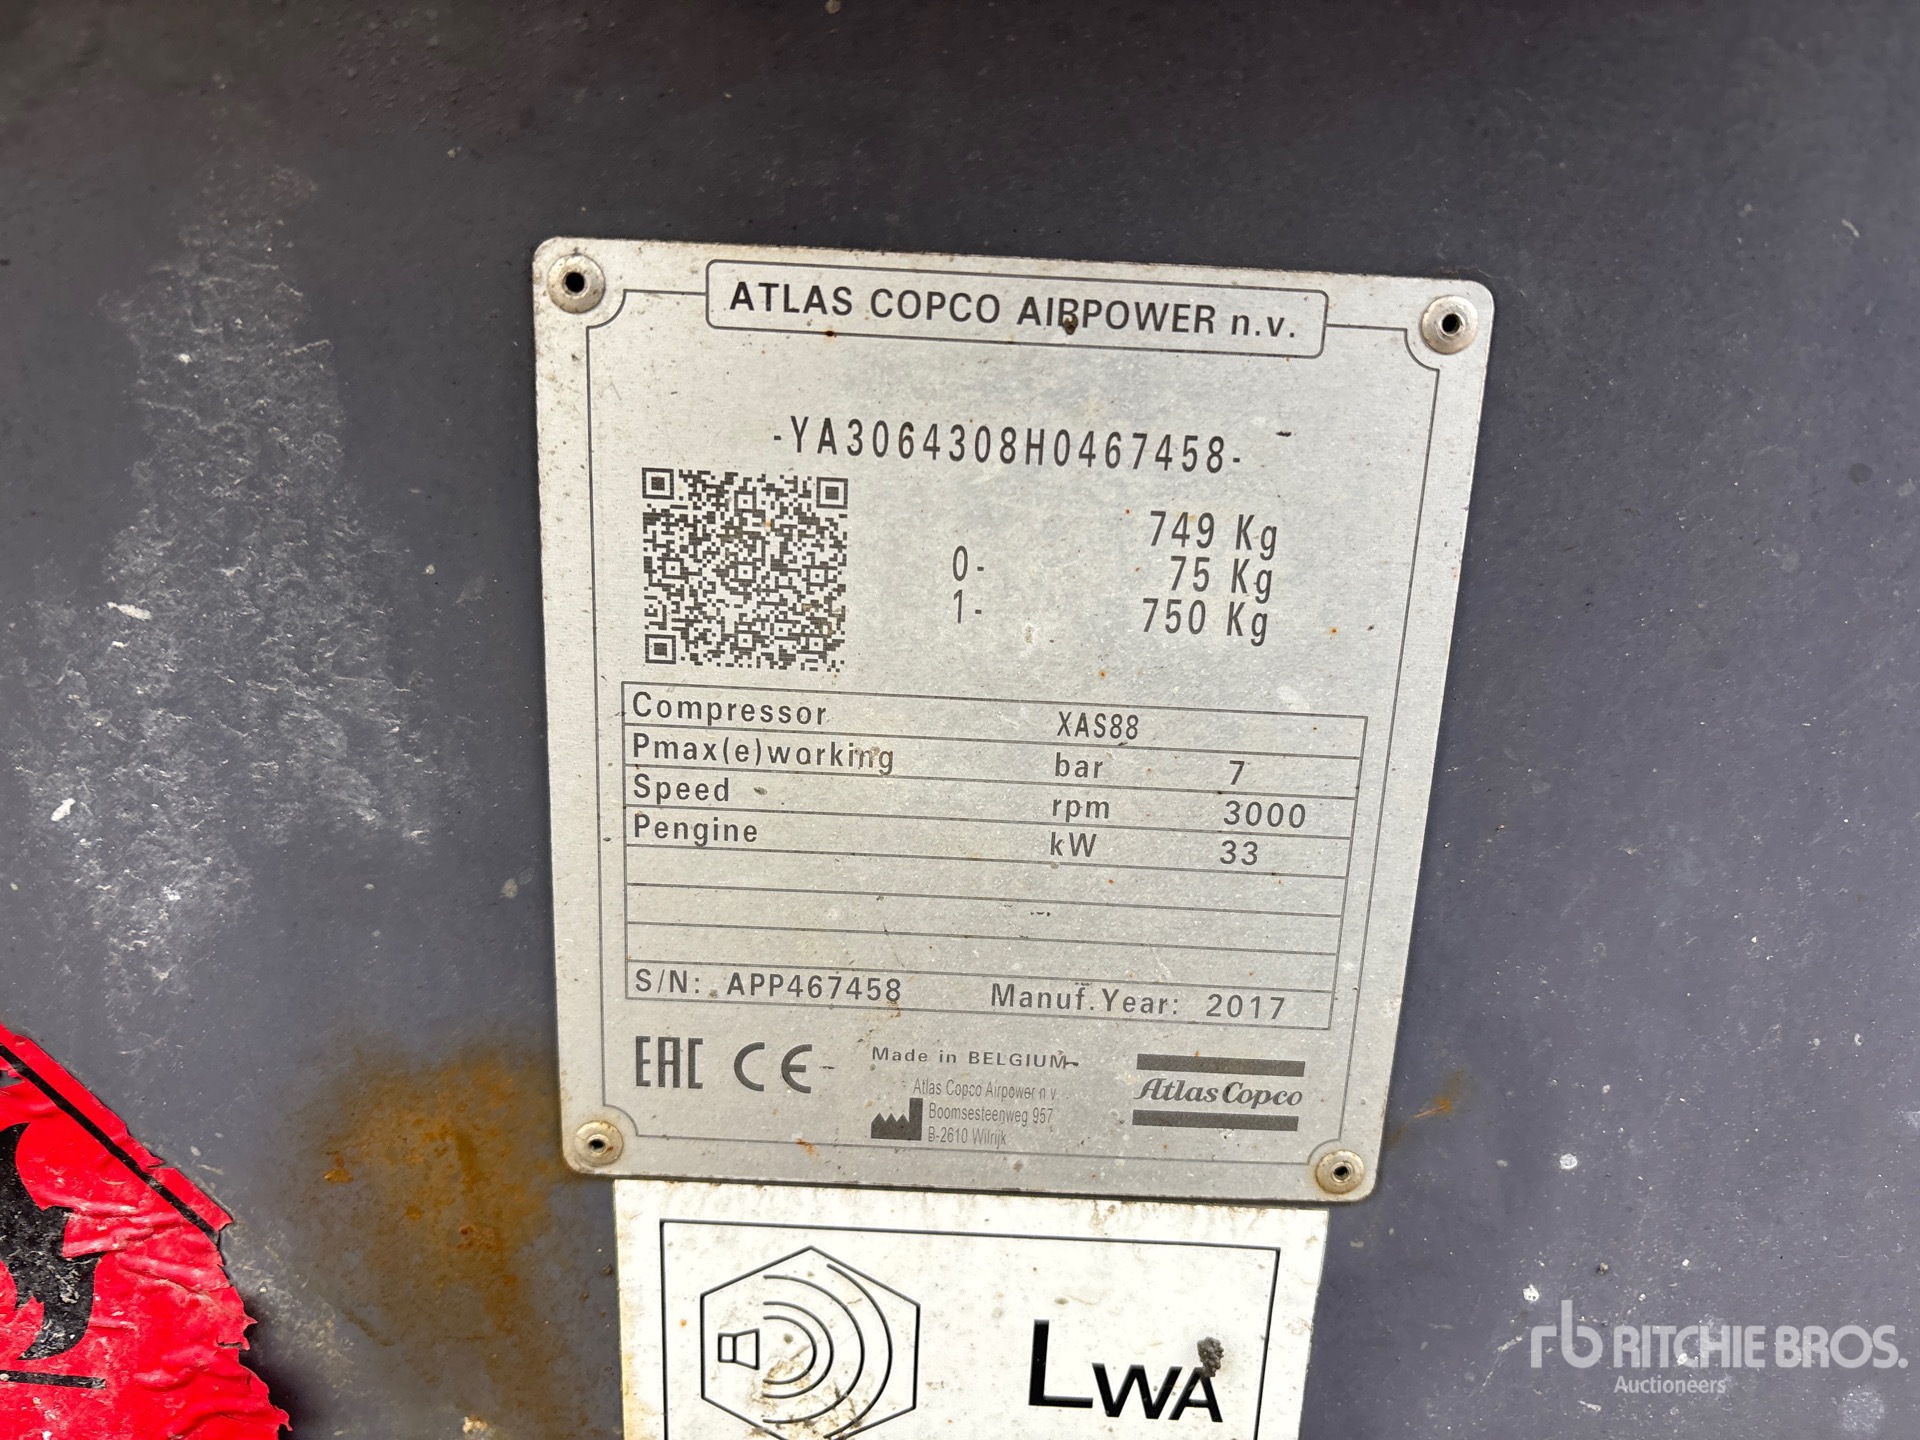 ATLAS COPCO AIRPOWER n.v.
-YA3064308H0467458-
749 Kg
0- 75 Kg
1- 750 Kg
Compressor XAS88
Pmax(e)working bar 7
Speed rpm 3000
Pengine kW 33
S/N: APP467458 Manuf.Year: 2017
EAC CE
Made in BELGIUM
Atlas Copco Airpower n v
Boomsesteenweg 957
B-2610 Wilrijk
Atlas Copco
LWA
rb RITCHIE BROS.
Auctioneers